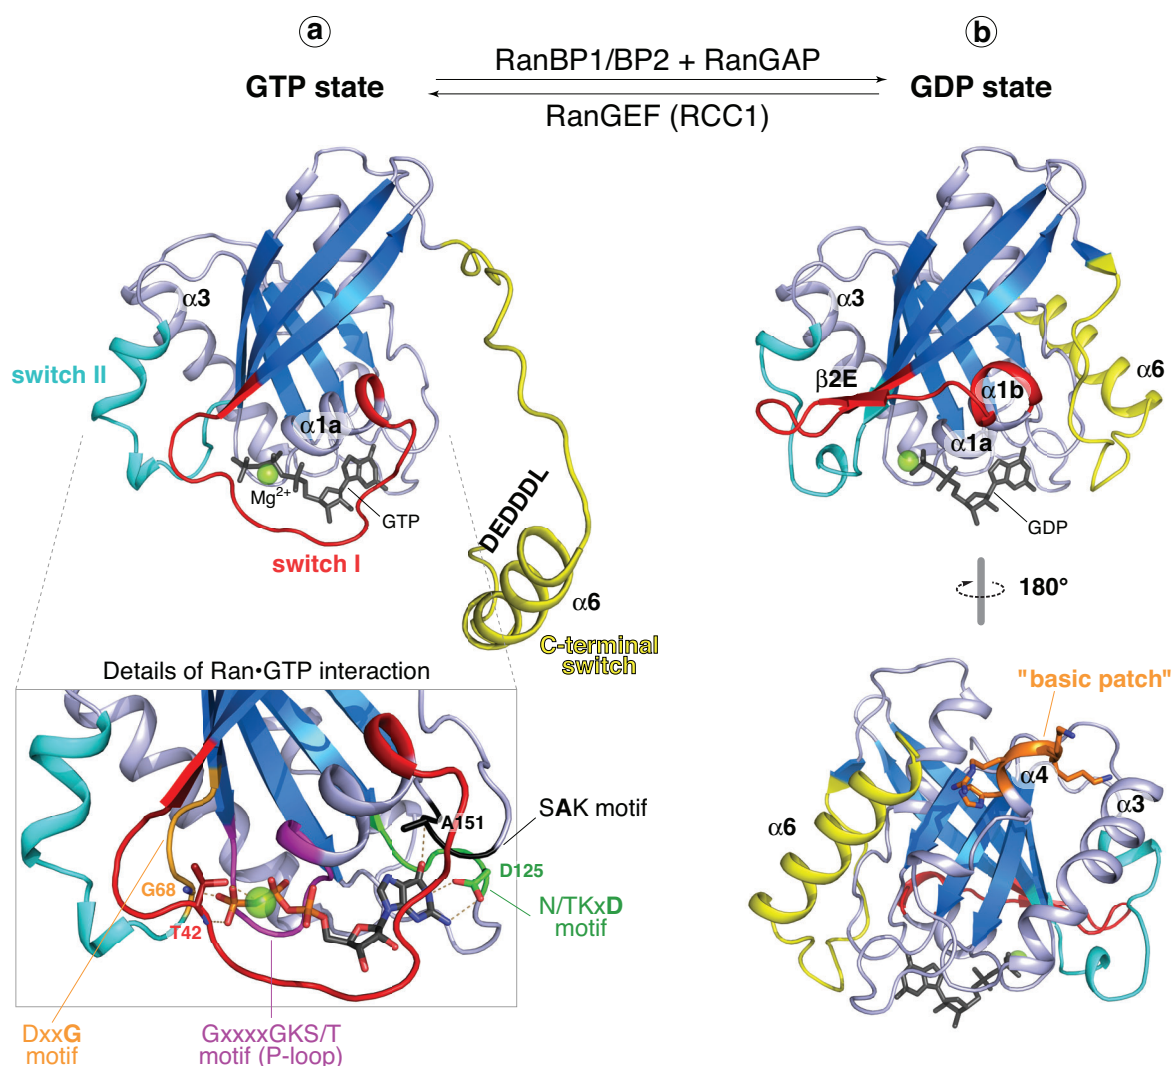 a
b
RanBP1/BP2 + RanGAP
GTP state
GDP state
RanGEF (RCC1)
α3
switch II
α1a
Mg²⁺
GTP
switch I
DEDDDL
α6
C-terminal
switch
α3
β2E
α1b
α6
α1a
GDP
180°
Details of Ran•GTP interaction
A151
SAK motif
G68
D125
T42
N/TKxD
motif
DxxG
motif
GxxxxGKS/T
motif (P-loop)
"basic patch"
α4
α3
α6